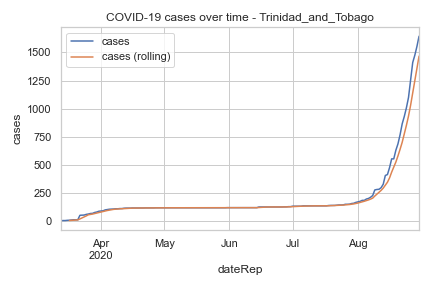 COVID-19 cases over time - Trinidad_and_Tobago
cases
cases (rolling)
cases
1500
1250
1000
750
500
250
0
Apr
2020
May
Jun
Jul
Aug
dateRep